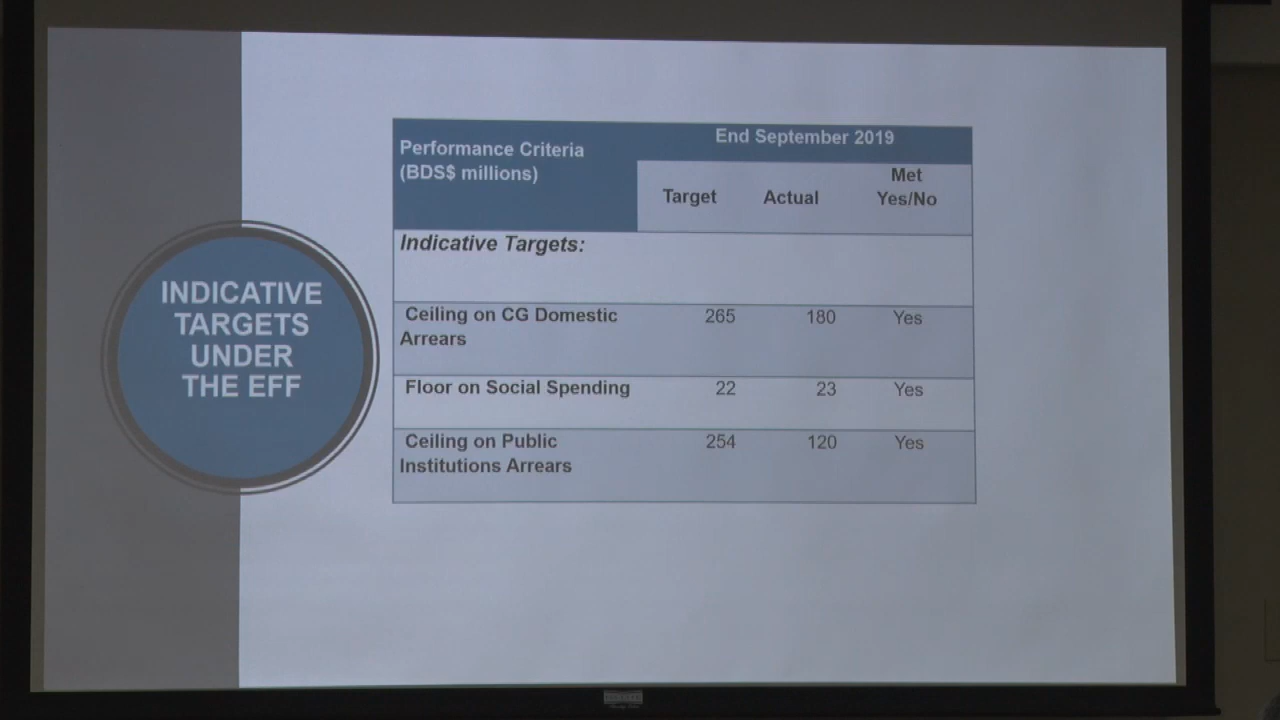 INDICATIVE
TARGETS
UNDER
THE EFF
Performance Criteria
(BDS$ millions)
End September 2019
Target Actual Met
Yes/No
Indicative Targets:
Ceiling on CG Domestic
Arrears
265 180 Yes
Floor on Social Spending 22 23 Yes
Ceiling on Public
Institutions Arrears
254 120 Yes